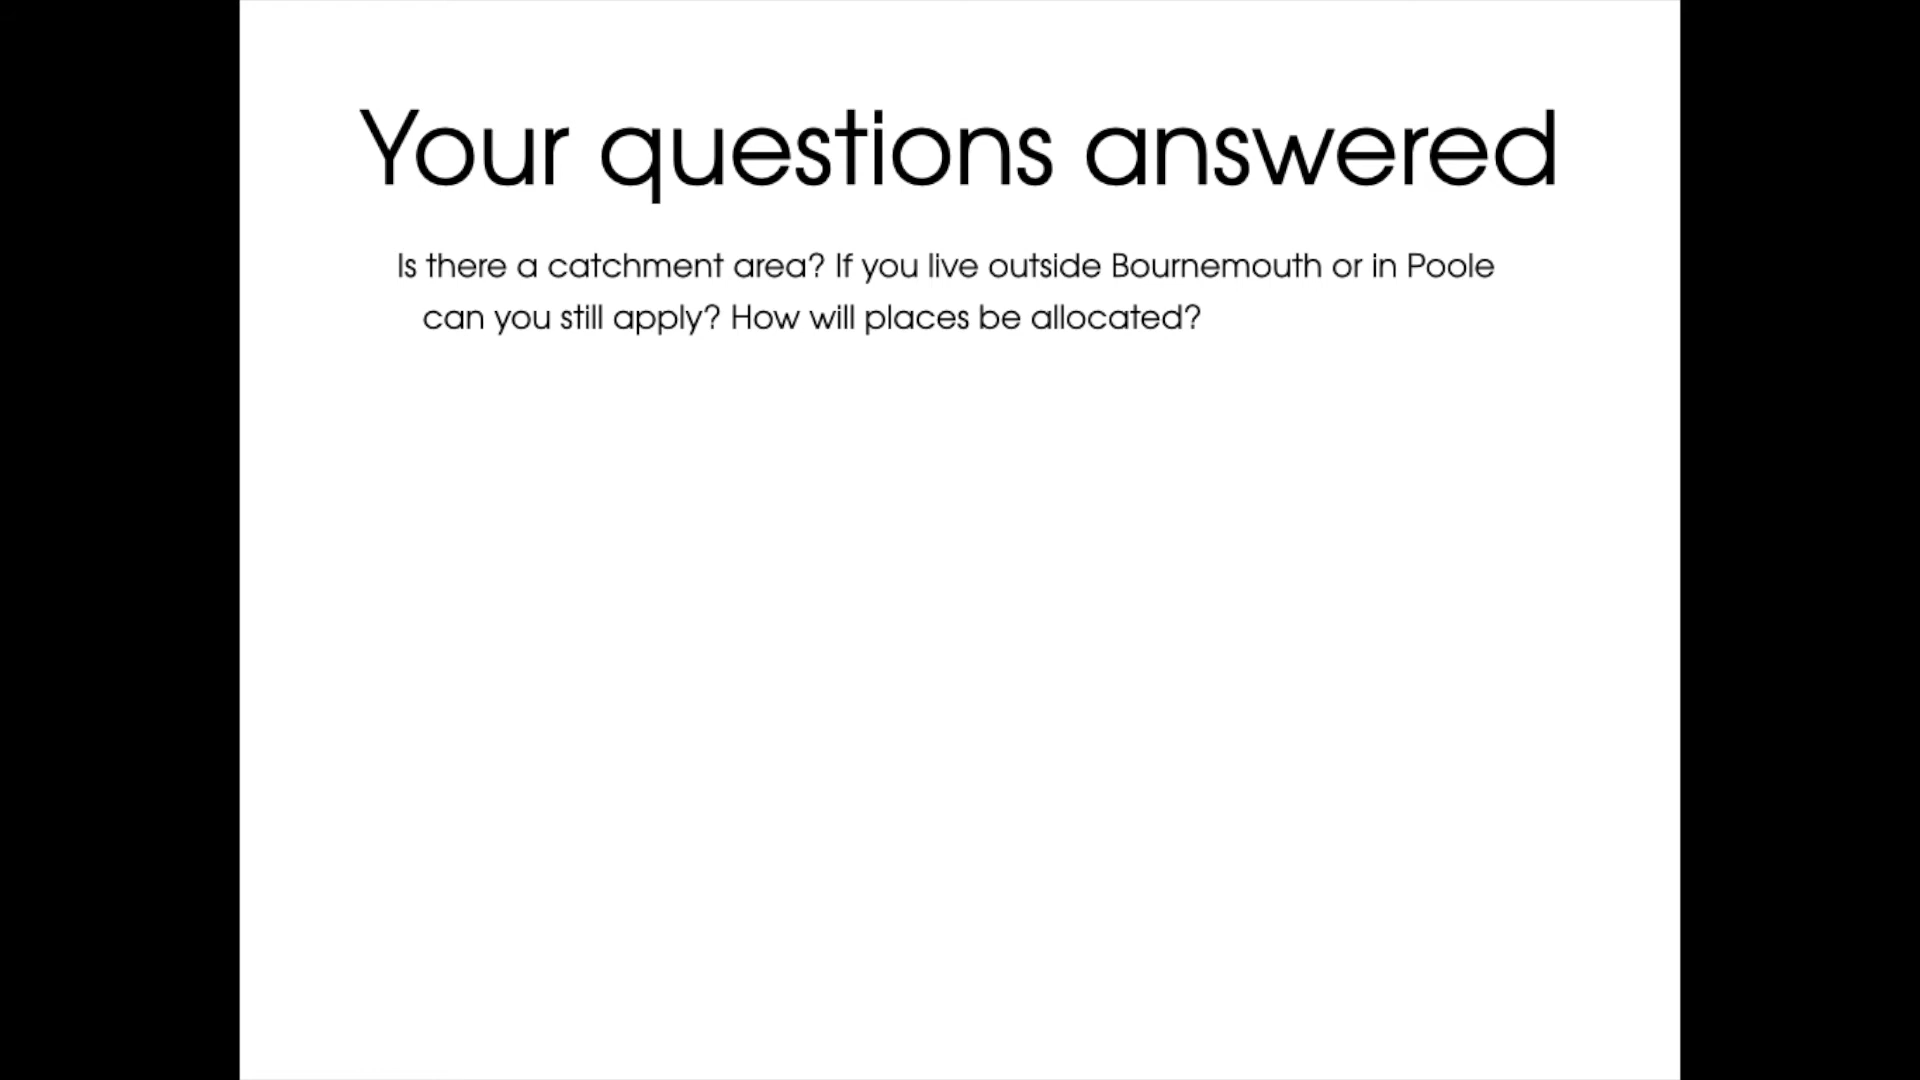 Your questions answered
Is there a catchment area? If you live outside Bournemouth or in Poole
can you still apply? How will places be allocated?